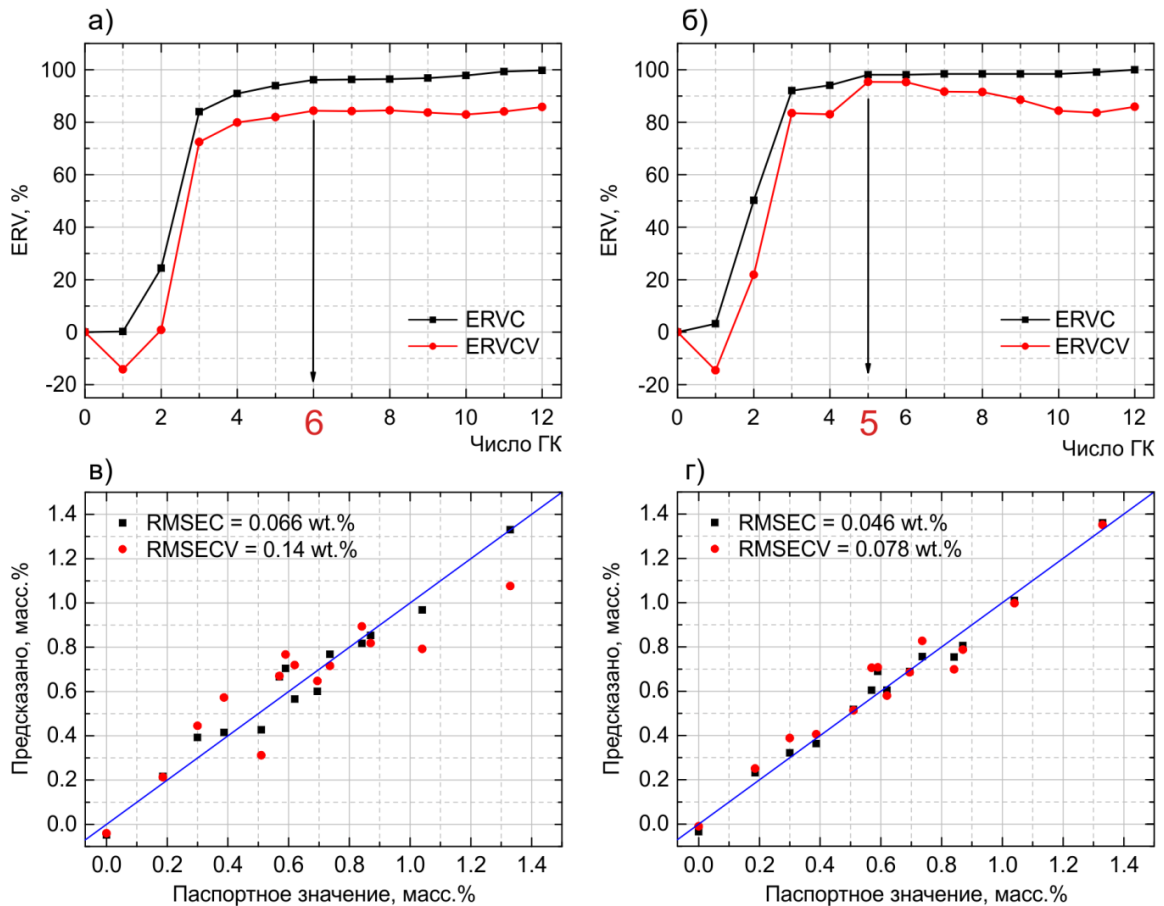 а)
100
80
60
40
20
0
-20
ERV, %
ERVC
ERVCV
0 2 4 6 8 10 12
Число ГК
б)
100
80
60
40
20
0
-20
ERV, %
ERVC
ERVCV
0 2 4 5 6 8 10 12
Число ГК
в)
1.4
1.2
1.0
0.8
0.6
0.4
0.2
0.0
Предсказано, масс.%
RMSEC = 0.066 wt.%
RMSECV = 0.14 wt.%
0.0 0.2 0.4 0.6 0.8 1.0 1.2 1.4
Паспортное значение, масс.%
г)
1.4
1.2
1.0
0.8
0.6
0.4
0.2
0.0
Предсказано, масс.%
RMSEC = 0.046 wt.%
RMSECV = 0.078 wt.%
0.0 0.2 0.4 0.6 0.8 1.0 1.2 1.4
Паспортное значение, масс.%